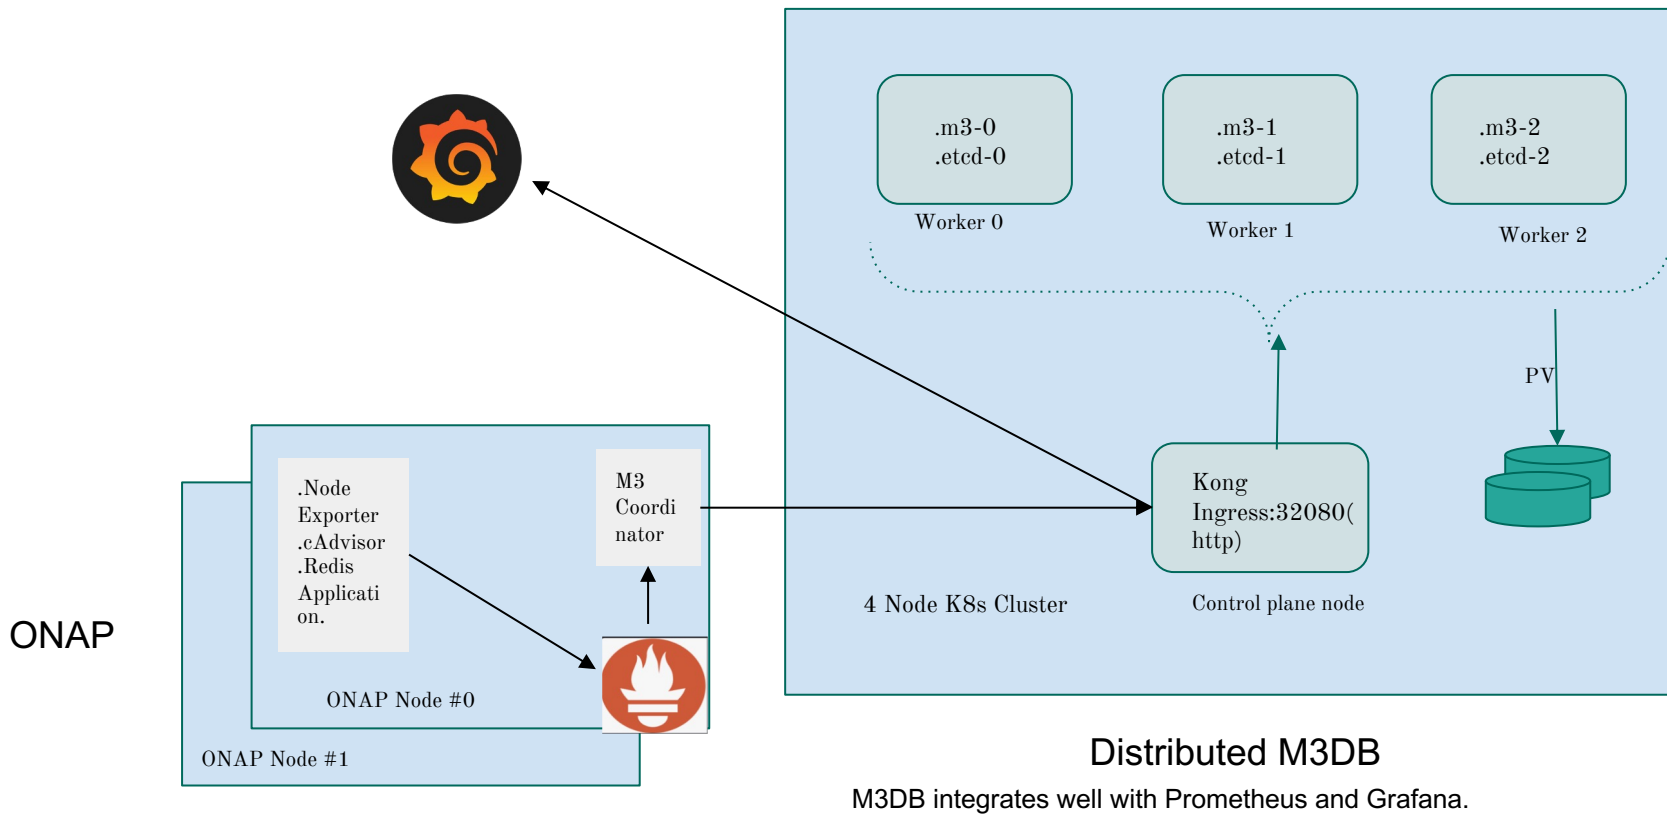 .m3-0
.etcd-0
Worker 0
.m3-1
.etcd-1
Worker 1
.m3-2
.etcd-2
Worker 2
PV
Kong
Ingress:32080(
http)
Control plane node
4 Node K8s Cluster
ONAP
.Node
Exporter
.cAdvisor
.Redis
Applicati
on.
M3
Coordi
nator
ONAP Node #0
ONAP Node #1
Distributed M3DB
M3DB integrates well with Prometheus and Grafana.